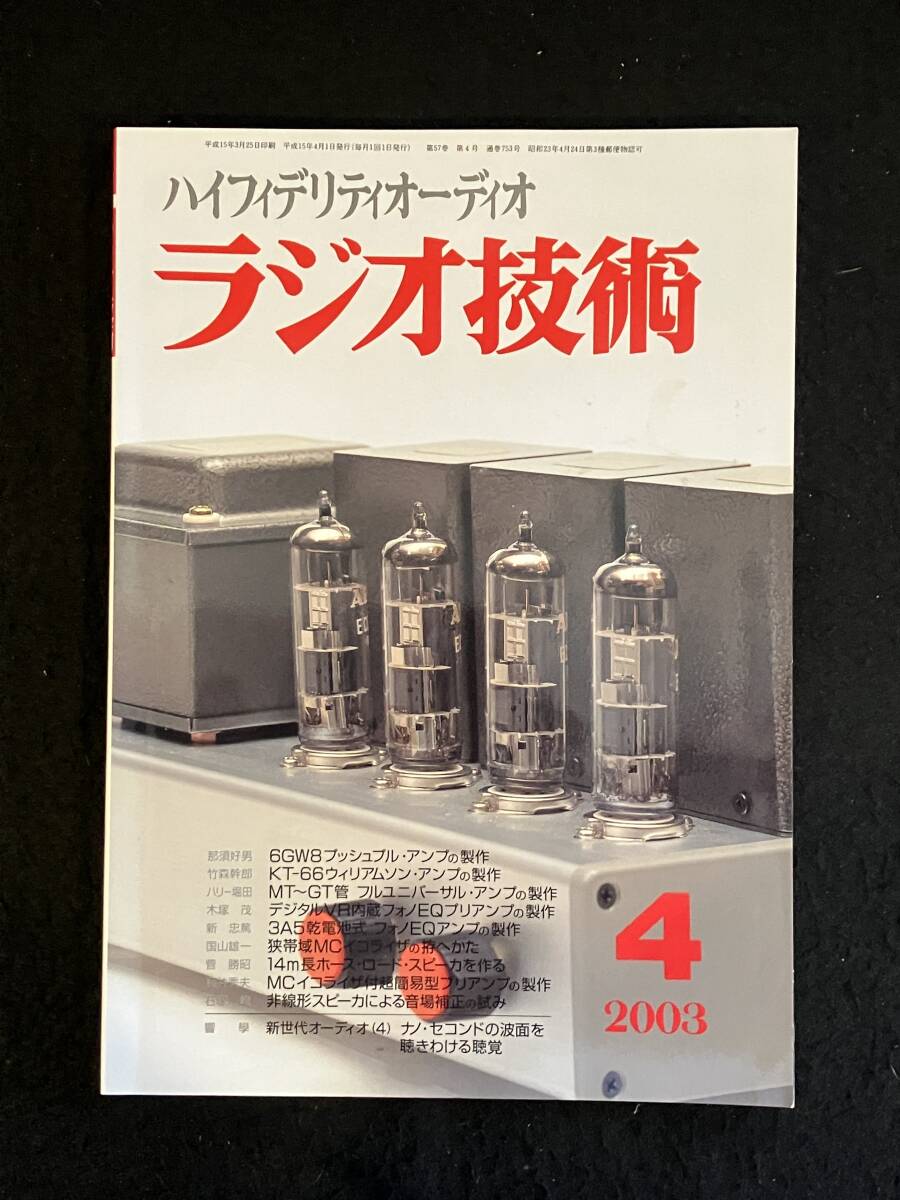 平成15年3月25日印刷 平成15年4月1日発行(毎月1回1日発行) 第57巻 第4号 通巻753号 昭和23年4月24日第3種郵便物認可
ハイフィデリティオーディオ
ラジオ技術
A
EC
A
E
A
E
那須好男 6GW8プッシュプル・アンプの製作
竹森幹郎 KT-66ウィリアムソン・アンプの製作
ハリー堀田 MT〜GT管 フルユニバーサル・アンプの製作
木塚 茂 デジタルVR内蔵フォノEQプリアンプの製作
新 忠篤 3A5乾電池式 フォノEQアンプの製作
国山雄一 狭帯域MCイコライザの拵へかた
曹 勝昭 14m長ホース・ロード・スピーカを作る
MCイコライザ付超簡易型プリアンプの製作
非線形スピーカによる音場補正の試み
響 學 新世代オーディオ(4) ナノ・セコンドの波面を
聴きわける聴覚
4
2003